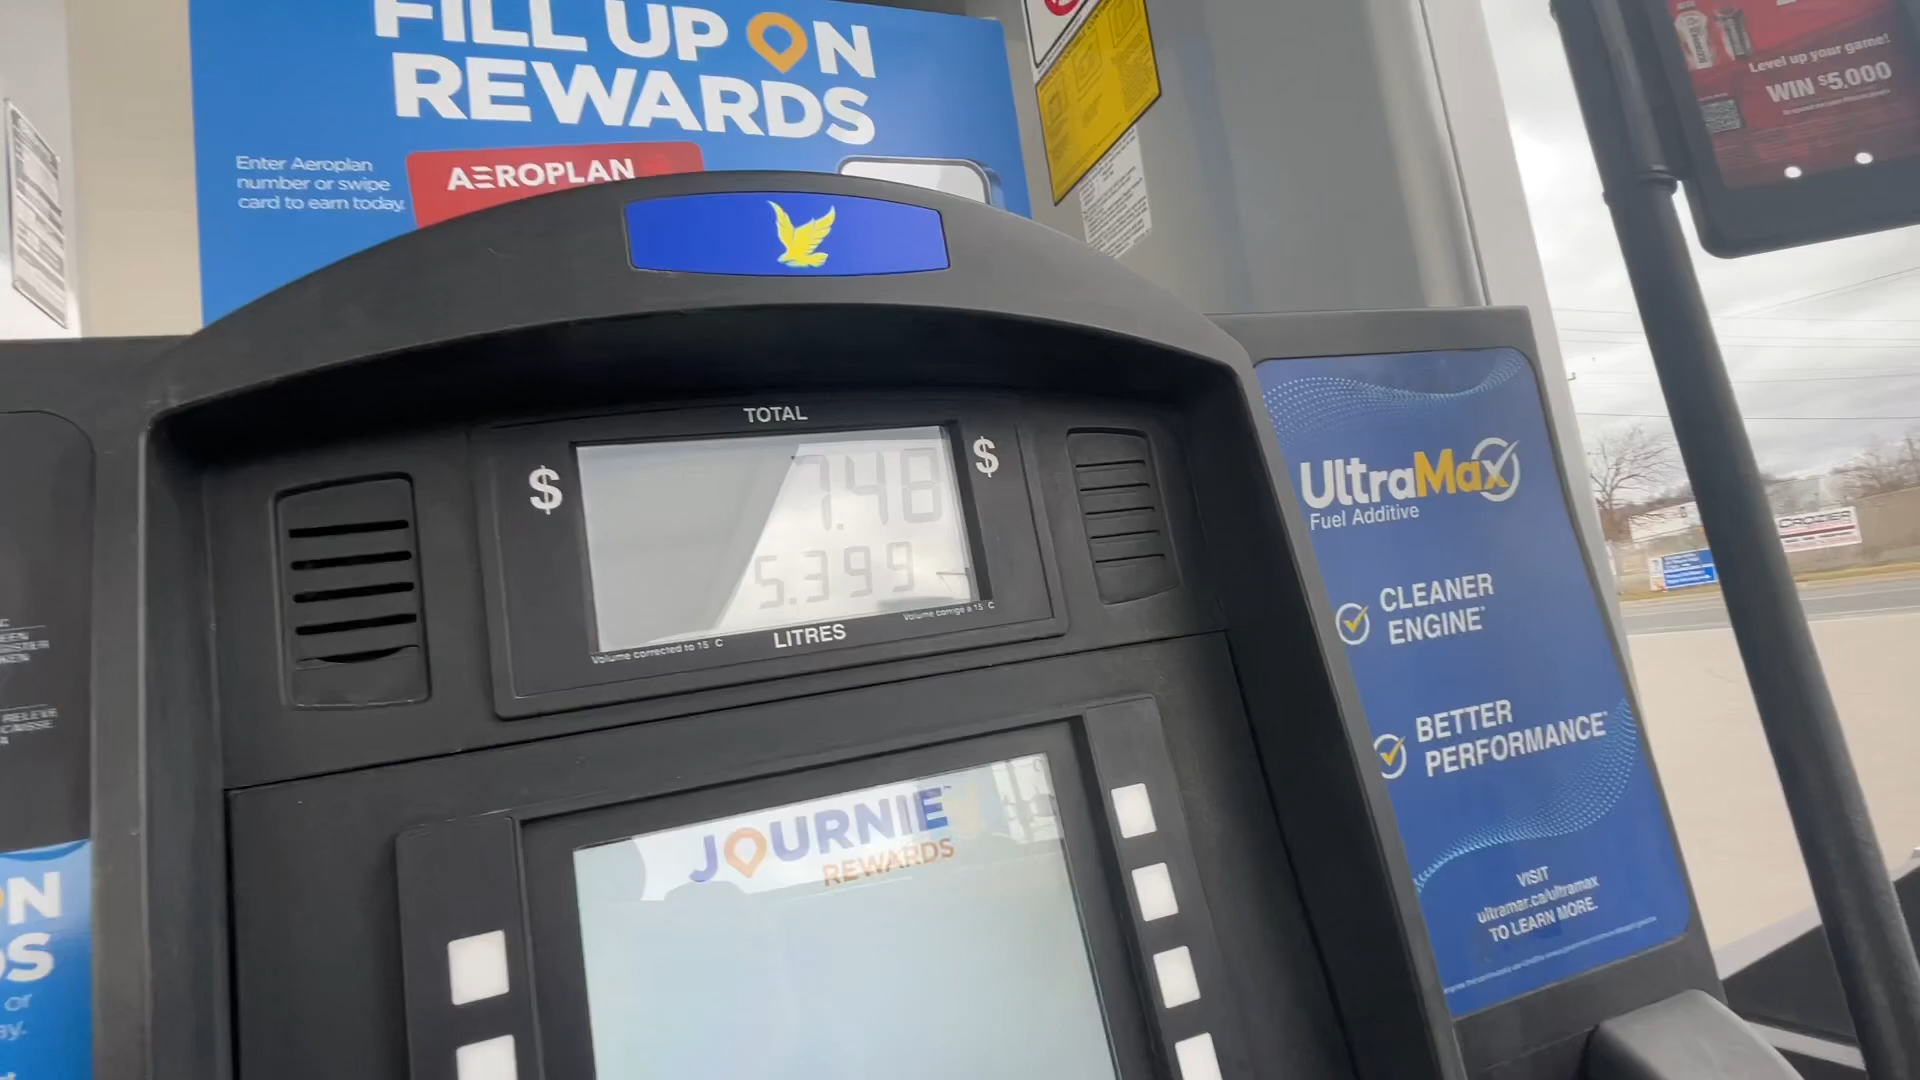 FILL UP ON
REWARDS
Enter Aeroplan
number or swipe
card to earn today.
AEROPLAN
Level up your game!
WIN $5,000
TOTAL
$ 7.48 $
5.399
Volume corrected to 15 C
LITRES
Volume corrigé à 15 C
JOURNIE
REWARDS
UltraMax
Fuel Additive
CLEANER
ENGINE*
BETTER
PERFORMANCE*
VISIT
ultramar.ca/ultramax
TO LEARN MORE.